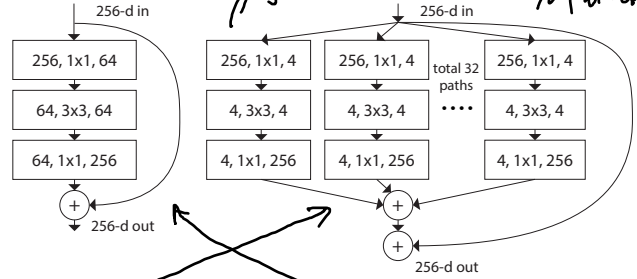 256-d in
256, 1x1, 64
64, 3x3, 64
64, 1x1, 256
+
256-d out
256-d in
256, 1x1, 4
256, 1x1, 4
total 32
paths
....
256, 1x1, 4
4, 3x3, 4
4, 3x3, 4
4, 3x3, 4
4, 1x1, 256
4, 1x1, 256
4, 1x1, 256
+
+
256-d out